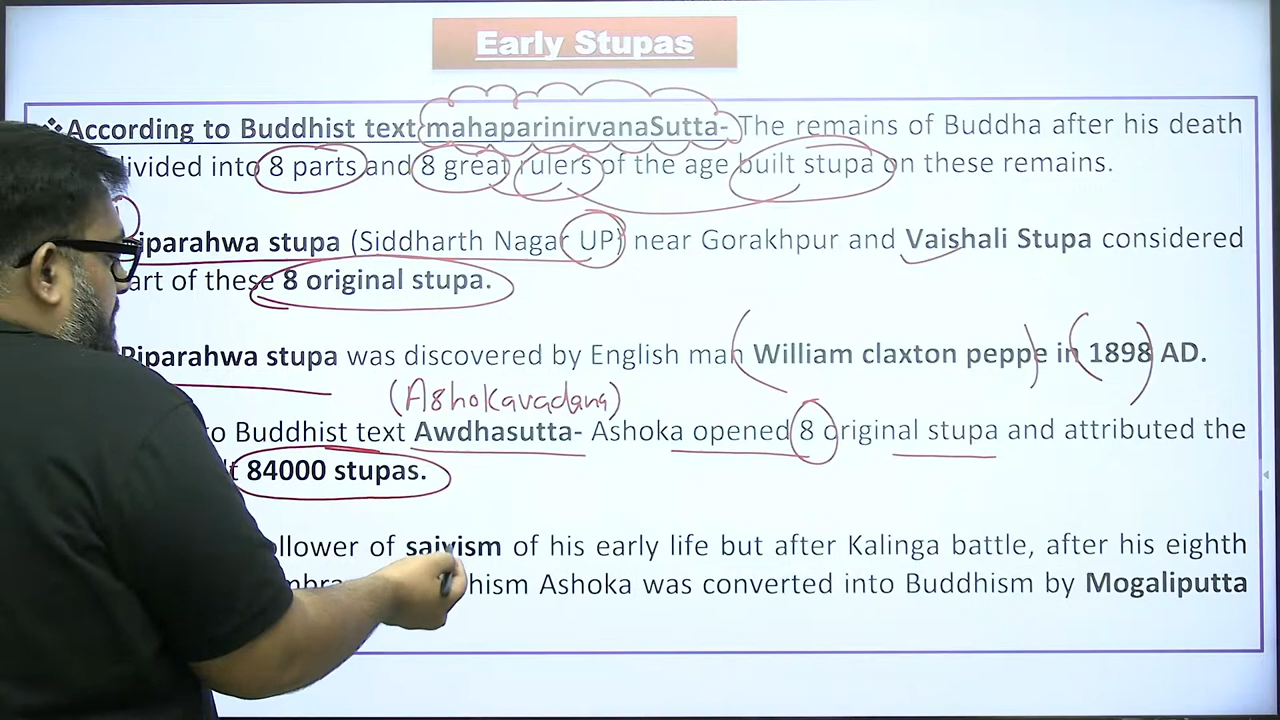 Early Stupas
❖According to Buddhist text mahaparinirvanaSutta- The remains of Buddha after his death
ivided into 8 parts and 8 great rulers of the age built stupa on these remains.
iparahwa stupa (Siddharth Nagar UP) near Gorakhpur and Vaishali Stupa considered
art of these 8 original stupa.
Piparahwa stupa was discovered by English man William claxton peppe in 1898 AD.
(Ashokavadana)
o Buddhist text Awdhasutta- Ashoka opened 8 original stupa and attributed the
84000 stupas.
ollower of saivism of his early life but after Kalinga battle, after his eighth
hism Ashoka was converted into Buddhism by Mogaliputta